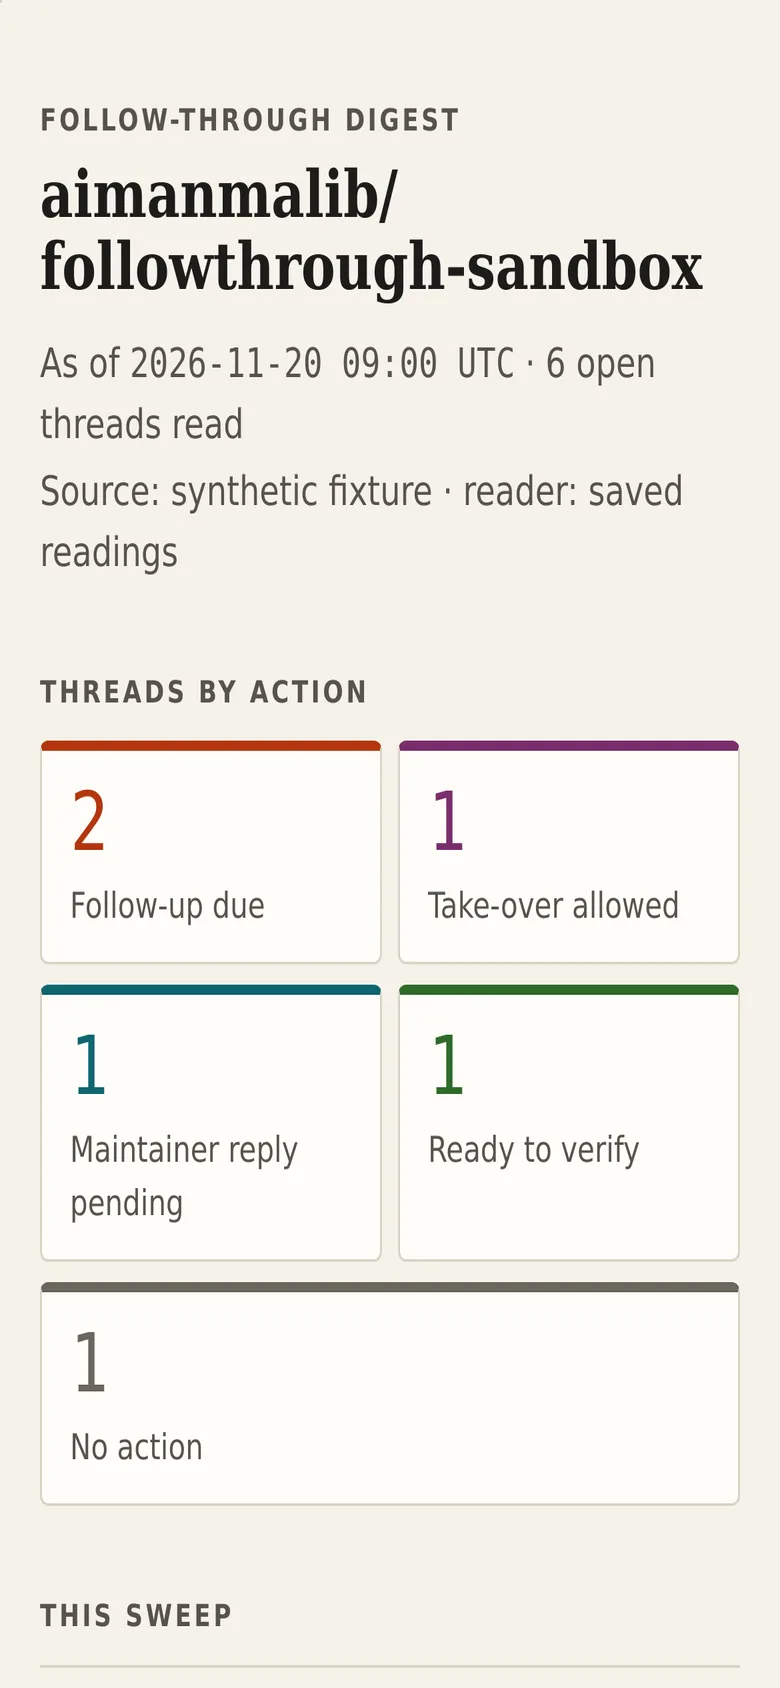 FOLLOW-THROUGH DIGEST
aimanmalib/
followthrough-sandbox
As of 2026-11-20 09:00 UTC · 6 open
threads read
Source: synthetic fixture · reader: saved
readings
THREADS BY ACTION
2
Follow-up due
1
Take-over allowed
1
Maintainer reply
pending
1
Ready to verify
1
No action
THIS SWEEP